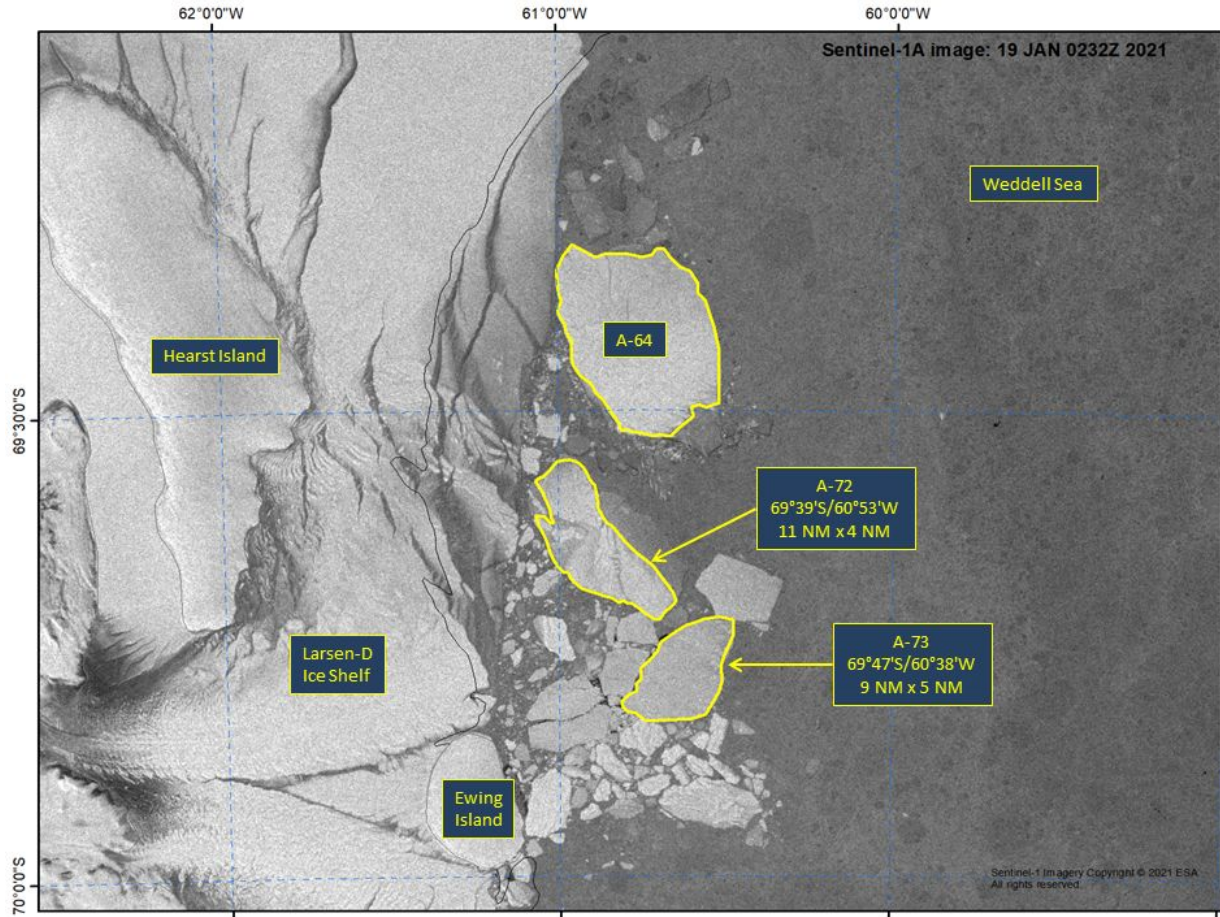 62°0'0"W
61°0'0"W
60°0'0"W
Sentinel-1A image: 19 JAN 0232Z 2021
Weddell Sea
A-64
Hearst Island
69°30'0"S
A-72
69°39'S/60°53'W
11 NM x 4 NM
Larsen-D
Ice Shelf
A-73
69°47'S/60°38'W
9 NM x 5 NM
Ewing
Island
70°0'0"S
Sentinel-1 Imagery Copyright © 2021 ESA
All rights reserved.